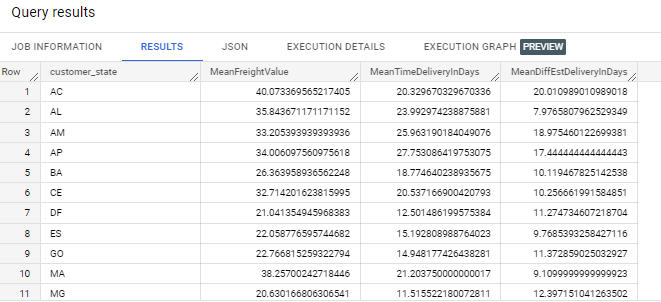 Query results
JOB INFORMATION RESULTS JSON EXECUTION DETAILS EXECUTION GRAPH PREVIEW
Row customer_state MeanFreightValue MeanTimeDeliveryInDays MeanDiffEstDeliveryInDays
1 AC 40.073369565217405 20.329670329670336 20.010989010989018
2 AL 35.843671171171152 23.992974238875881 7.9765807962529349
3 AM 33.205393939393936 25.963190184049076 18.975460122699381
4 AP 34.006097560975618 27.753086419753075 17.444444444444443
5 BA 26.363958936562248 18.774640238935675 10.119467825142538
6 CE 32.714201623815995 20.537166900420793 10.256661991584851
7 DF 21.041354945968383 12.501486199575384 11.274734607218704
8 ES 22.058776595744682 15.192808988764023 9.7685393258427116
9 GO 22.766815259322794 14.948177426438281 11.372859025032927
10 MA 38.25700242718446 21.203750000000017 9.1099999999999923
11 MG 20.630166806306541 11.515522180072811 12.397151041263502